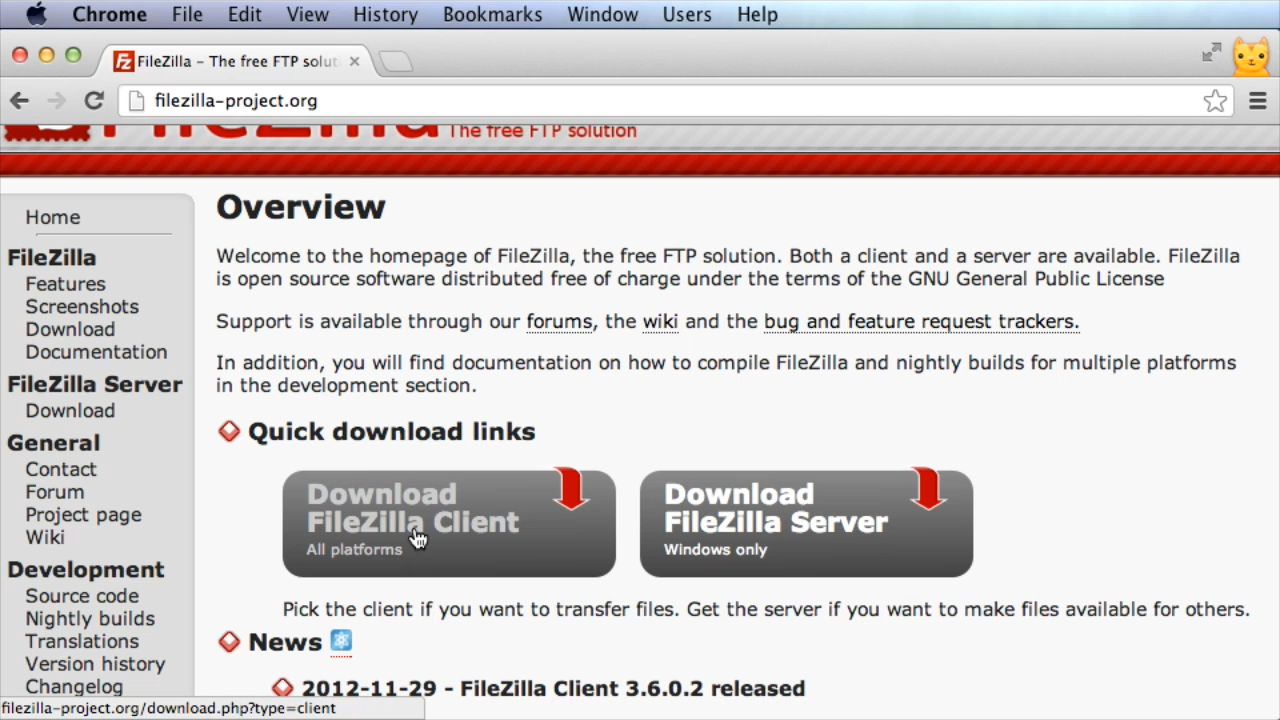 Chrome File Edit View History Bookmarks Window Users Help
FileZilla – The free FTP solut
filezilla-project.org
FileZilla The free FTP solution
Overview
Welcome to the homepage of FileZilla, the free FTP solution. Both a client and a server are available. FileZilla
is open source software distributed free of charge under the terms of the GNU General Public License
Support is available through our forums, the wiki and the bug and feature request trackers.
In addition, you will find documentation on how to compile FileZilla and nightly builds for multiple platforms
in the development section.
Quick download links
Download
FileZilla Client
All platforms
Download
FileZilla Server
Windows only
Pick the client if you want to transfer files. Get the server if you want to make files available for others.
News
2012-11-29 - FileZilla Client 3.6.0.2 released
Home
FileZilla
Features
Screenshots
Download
Documentation
FileZilla Server
Download
General
Contact
Forum
Project page
Wiki
Development
Source code
Nightly builds
Translations
Version history
Changelog
filezilla-project.org/download.php?type=client